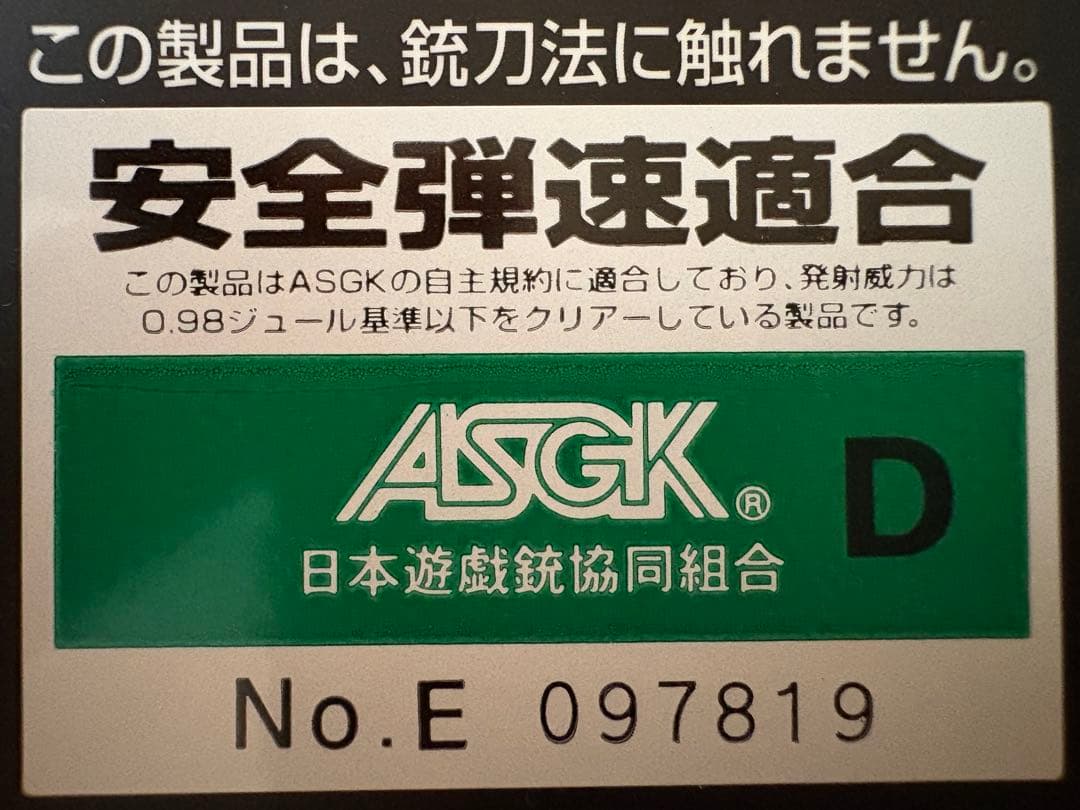 この製品は、銃刀法に触れません。
安全弾速適合
この製品はASGKの自主規約に適合しており、発射威力は
0.98ジュール基準以下をクリアーしている製品です。
ASGK®
D
日本遊戯銃協同組合
No.E 097819